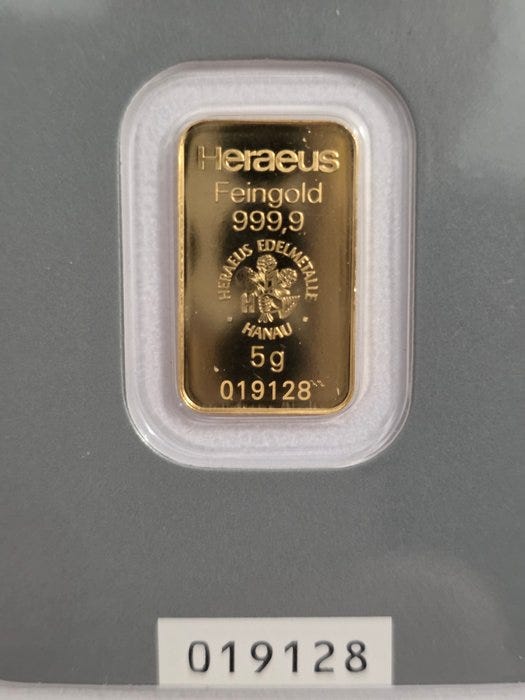 Heraeus
Feingold
999,9
HERAEUS EDELMETALLE
H
HANAU
5g
019128
019128